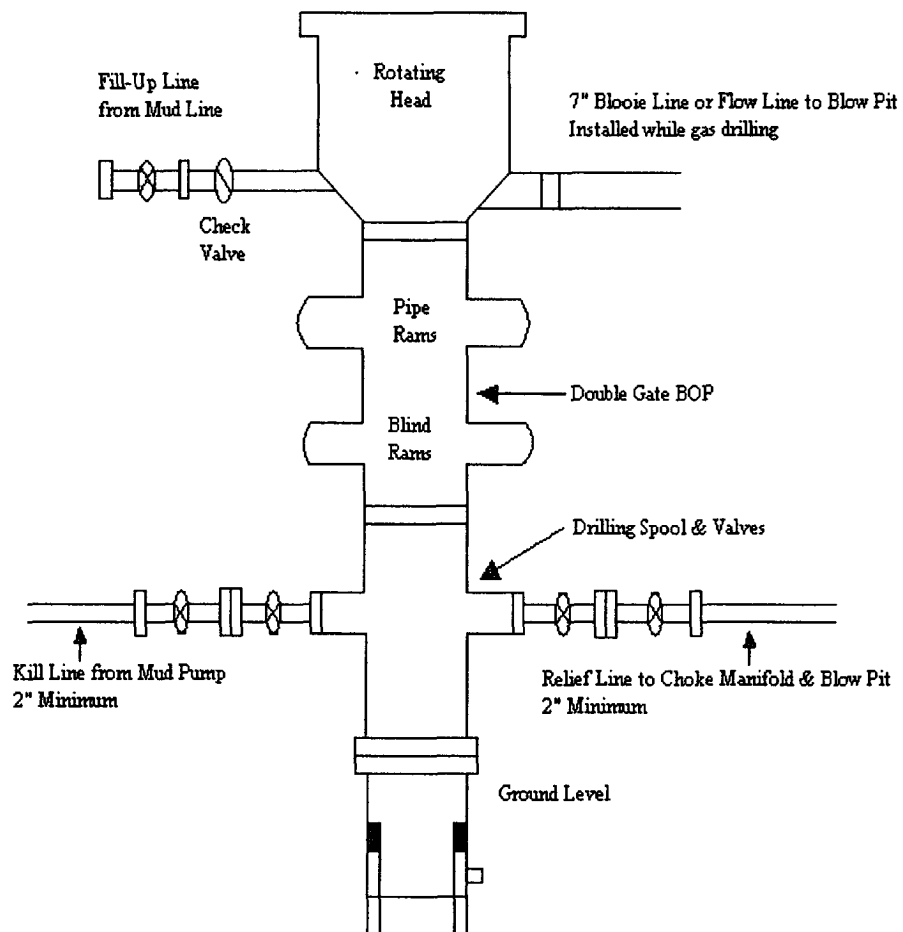 Rotating
Head
Fill-Up Line
from Mud Line
7" Blooie Line or Flow Line to Blow Pit
Installed while gas drilling
Check
Valve
Pipe
Rams
Double Gate BOP
Blind
Rams
Drilling Spool & Valves
Kill Line from Mud Pump
2" Minimum
Relief Line to Choke Manifold & Blow Pit
2" Minimum
Ground Level